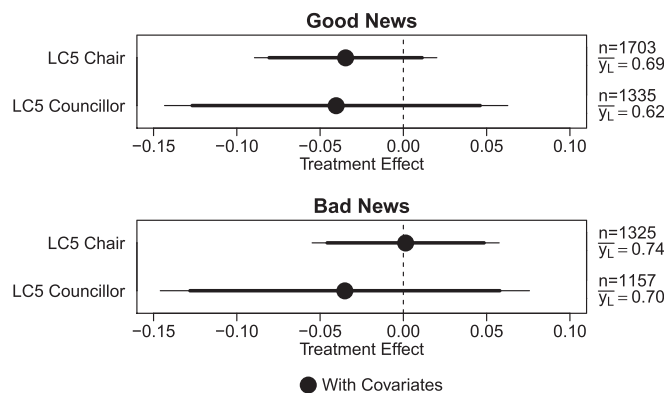 Good News
LC5 Chair
n=1703
y̅L = 0.69
LC5 Councillor
n=1335
y̅L = 0.62
−0.15 −0.10 −0.05 0.00 0.05 0.10
Treatment Effect
Bad News
LC5 Chair
n=1325
y̅L = 0.74
LC5 Councillor
n=1157
y̅L = 0.70
−0.15 −0.10 −0.05 0.00 0.05 0.10
Treatment Effect
With Covariates